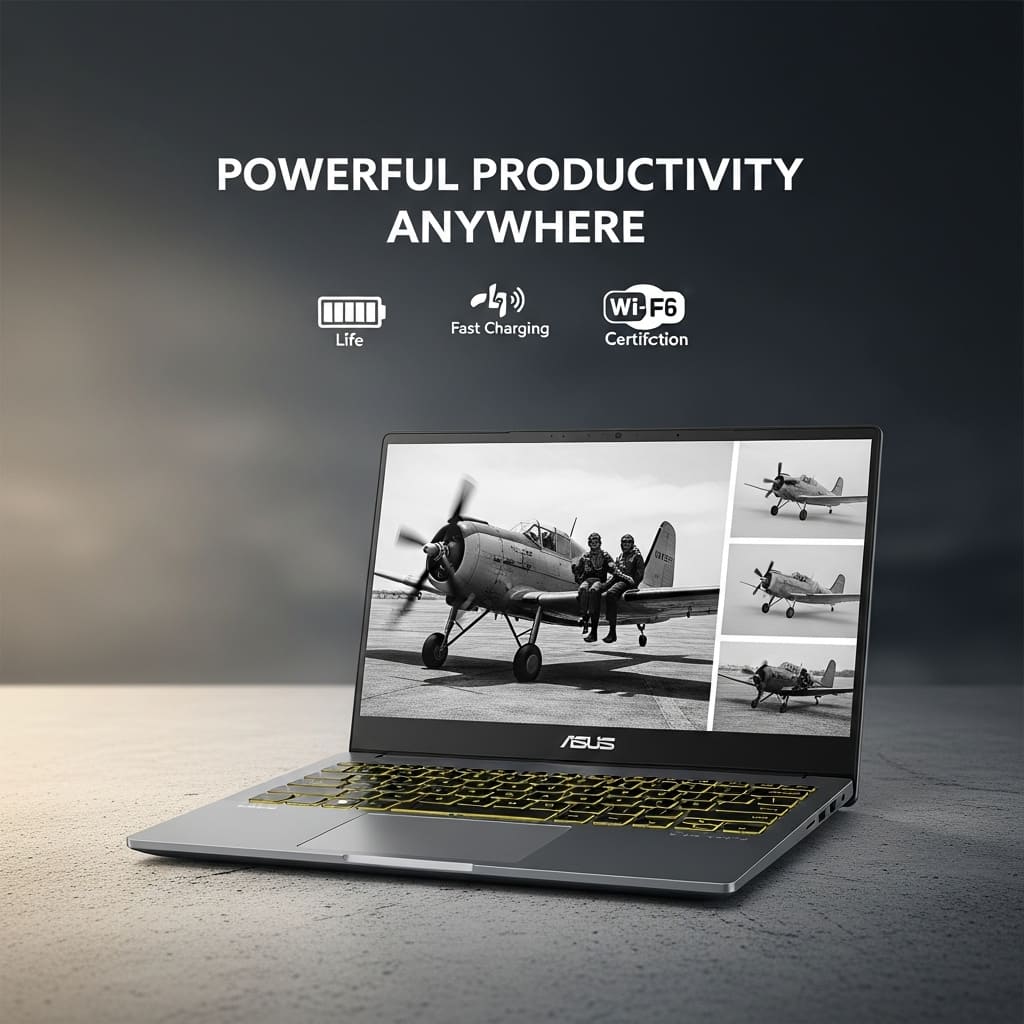 POWERFUL PRODUCTIVITY
ANYWHERE
Life
Fast Charging
Wi-F6
Certifction
ASUS